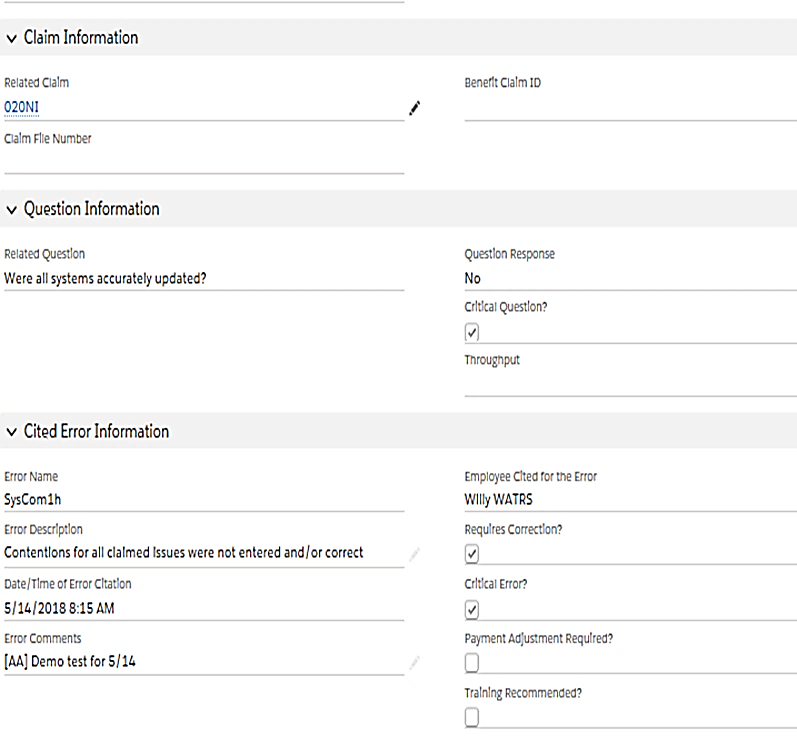 Claim Information
Related Claim
Benefit Claim ID
020NI
Claim File Number
Question Information
Related Question
Question Response
Were all systems accurately updated?
No
Critical Question?
Throughput
Cited Error Information
Error Name
Employee Cited for the Error
SysCom1h
Willy WATRS
Error Description
Requires Correction?
Contentions for all claimed issues were not entered and/or correct
Date/Time of Error Citation
Critical Error?
5/14/2018 8:15 AM
Error Comments
Payment Adjustment Required?
[AA] Demo test for 5/14
Training Recommended?